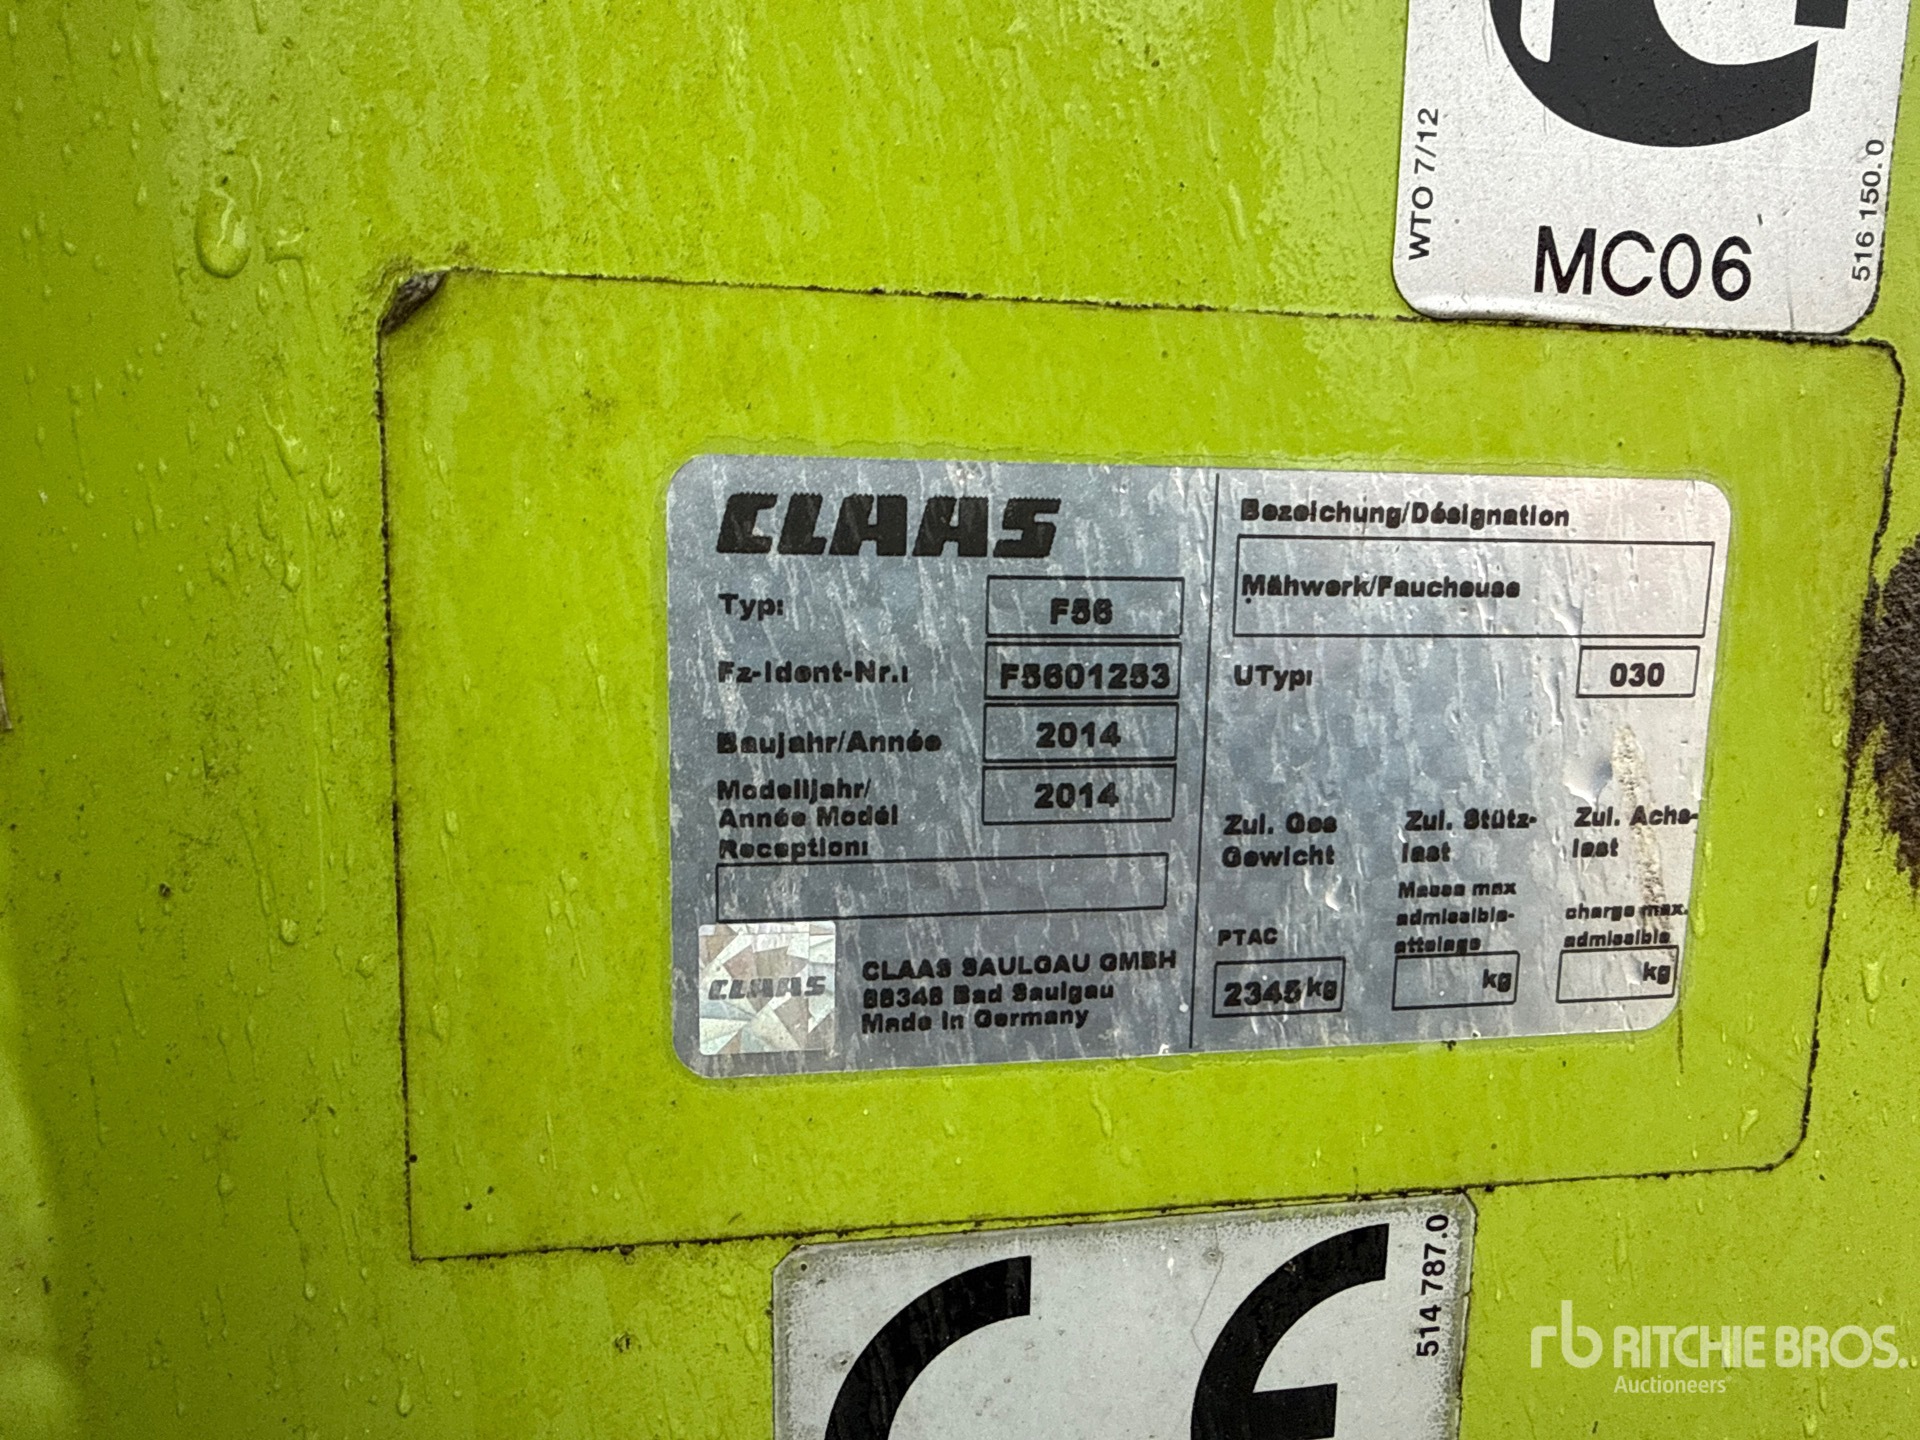 WTO 7/12
MC06
516 150.0
CLAAS
Typ: F56
Fz-Ident-Nr.: F5601253
Baujahr/Année 2014
Modelljahr/
Année Modél 2014
Reception:
CLAAS
CLAAS SAULGAU GMBH
88348 Bad Saulgau
Made in Germany
Bezeichung/Désignation
Mähwerk/Faucheuse
UTyp: 030
Zul. Ges
Gewicht
PTAC
2345 kg
Zul. Stütz-
last
Masse max
admissible-
attelage
kg
Zul. Achs-
last
charge max.
admissible
kg
CE
514 787.0
rb RITCHIE BROS.
Auctioneers